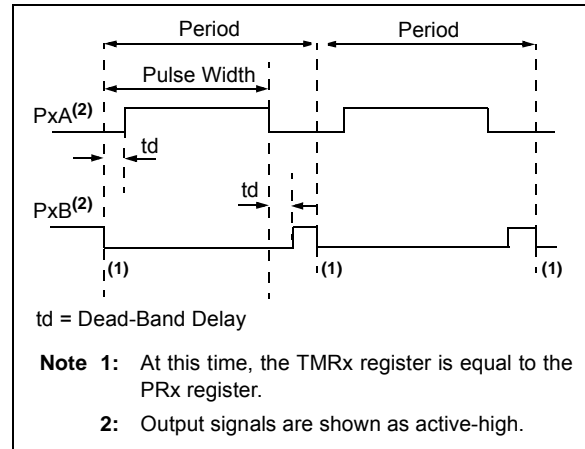 Period Period
Pulse Width
PxA(2)
td
td
PxB(2)
(1) (1) (1)
td = Dead-Band Delay
Note 1: At this time, the TMRx register is equal to the
PRx register.
2: Output signals are shown as active-high.